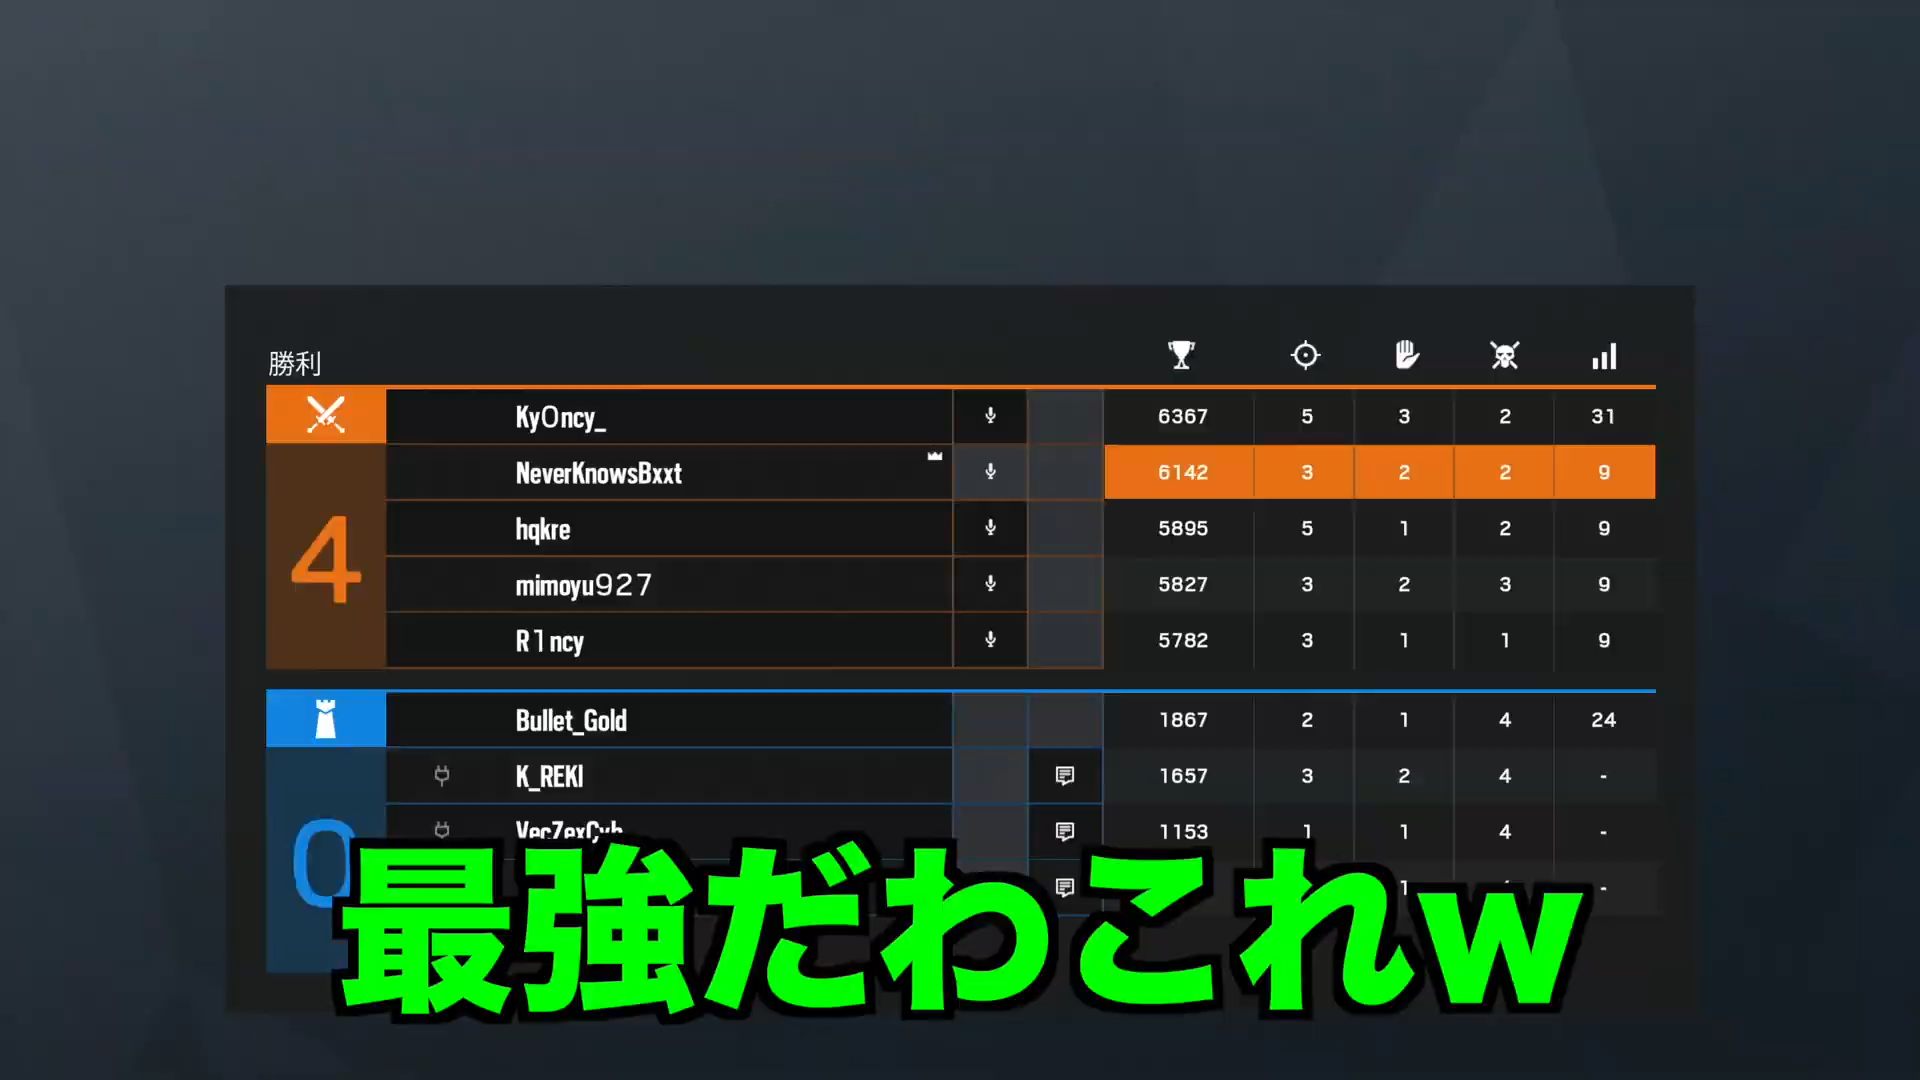 勝利
Ky0ncy_ 6367 5 3 2 31
NeverKnowsBxxt 6142 3 2 2 9
4
hqkre 5895 5 1 2 9
mimoyu927 5827 3 2 3 9
R1ncy 5782 3 1 1 9
Bullet_Gold 1867 2 1 4 24
K_REKI 1657 3 2 4 -
VecZexCyb 1153 1 1 4 -
0
1 -
最強だわこれw